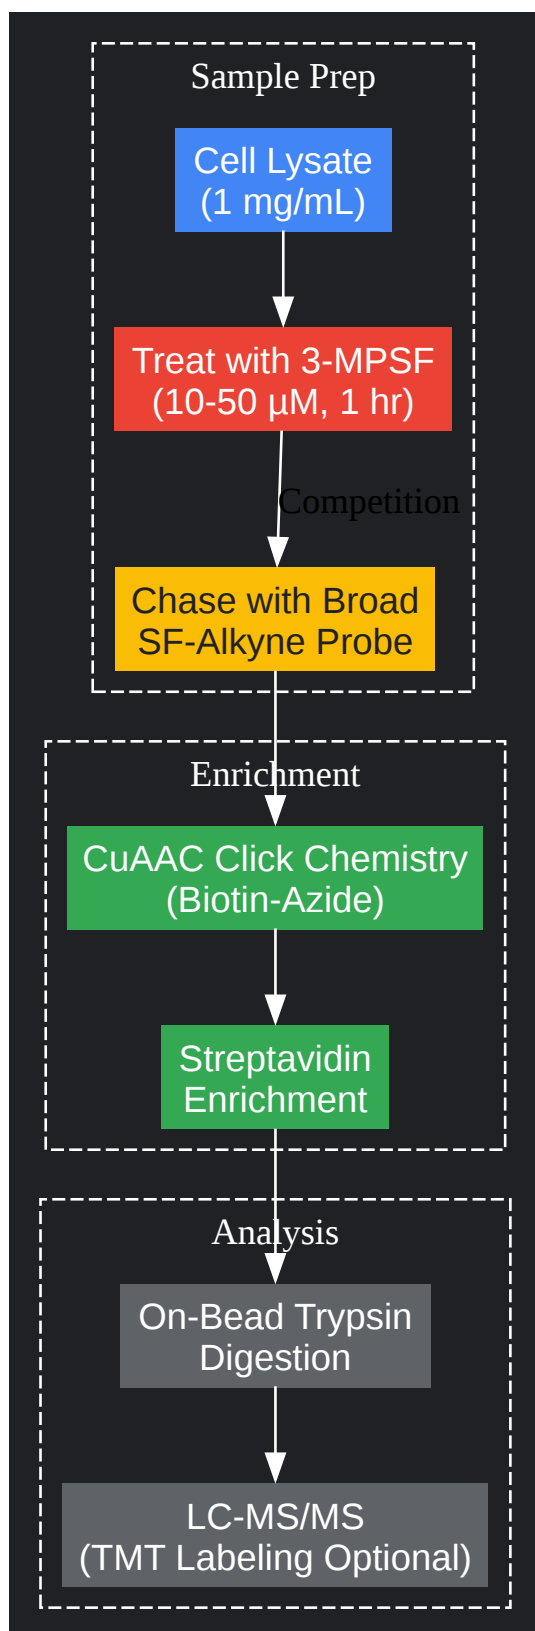 Sample Prep
Cell Lysate
(1 mg/mL)
Treat with 3-MPSF
(10-50 µM, 1 hr)
Competition
Chase with Broad
SF-Alkyne Probe
Enrichment
CuAAC Click Chemistry
(Biotin-Azide)
Streptavidin
Enrichment
Analysis
On-Bead Trypsin
Digestion
LC-MS/MS
(TMT Labeling Optional)